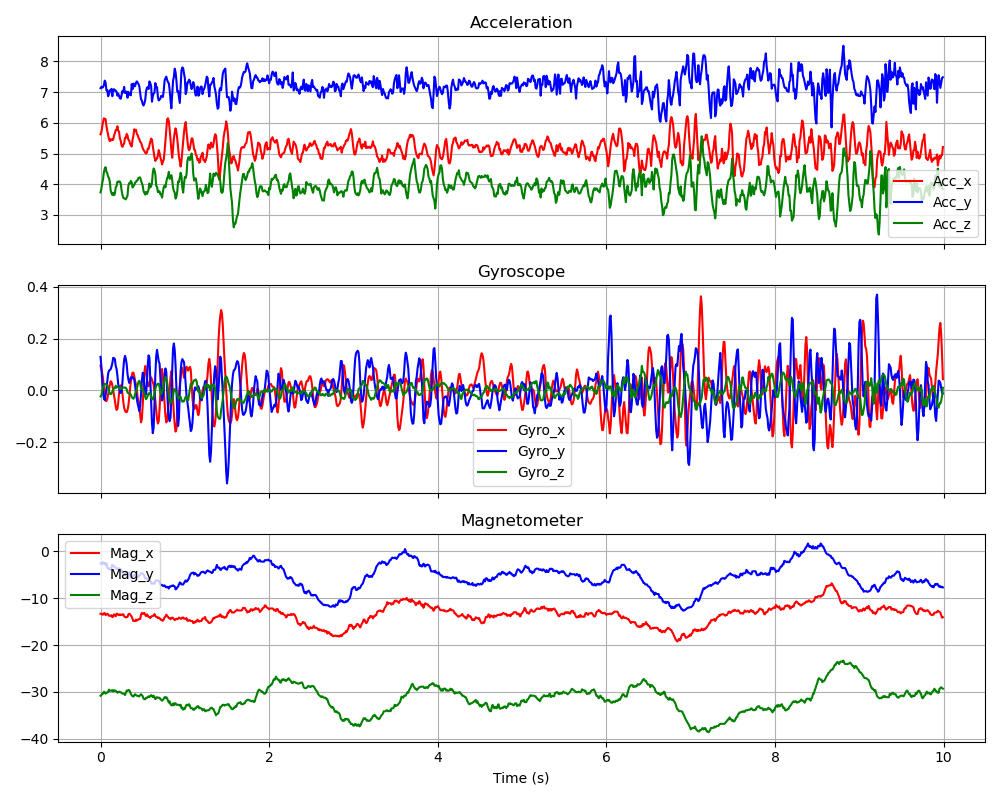 Acceleration
8
7
6
5
4
3
Acc_x
Acc_y
Acc_z
Gyroscope
0.4
0.2
0.0
−0.2
Gyro_x
Gyro_y
Gyro_z
Magnetometer
0
−10
−20
−30
−40
Mag_x
Mag_y
Mag_z
0 2 4 6 8 10
Time (s)